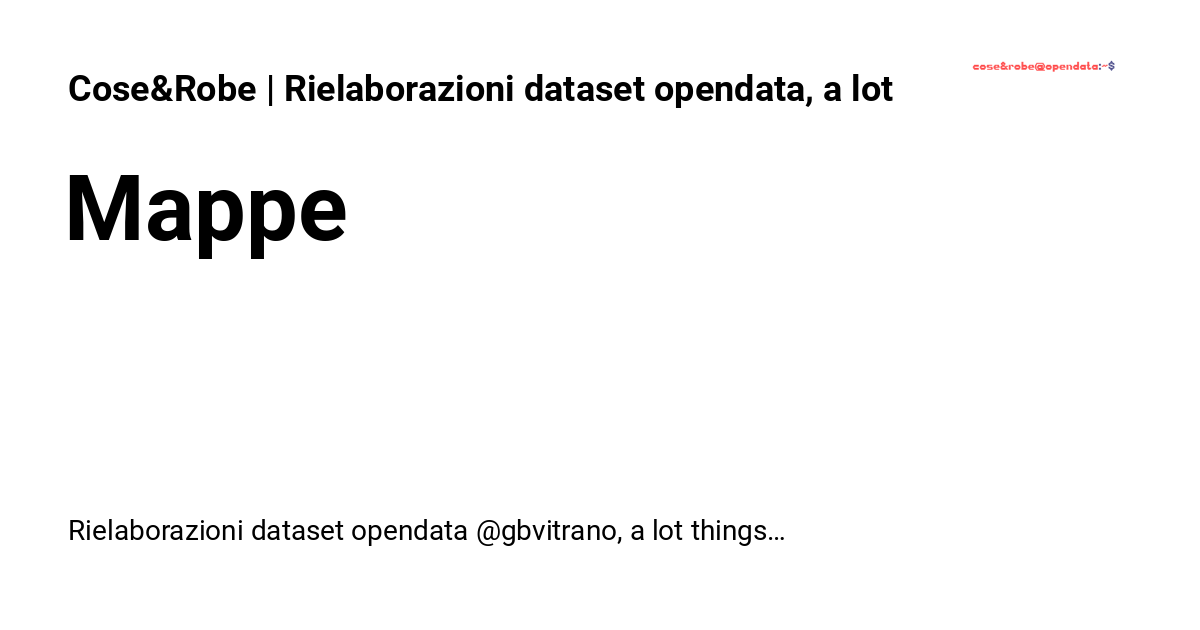 cose&robe@opendata:~$
Cose&Robe | Rielaborazioni dataset opendata, a lot
Mappe
Rielaborazioni dataset opendata @gbvitrano, a lot things…